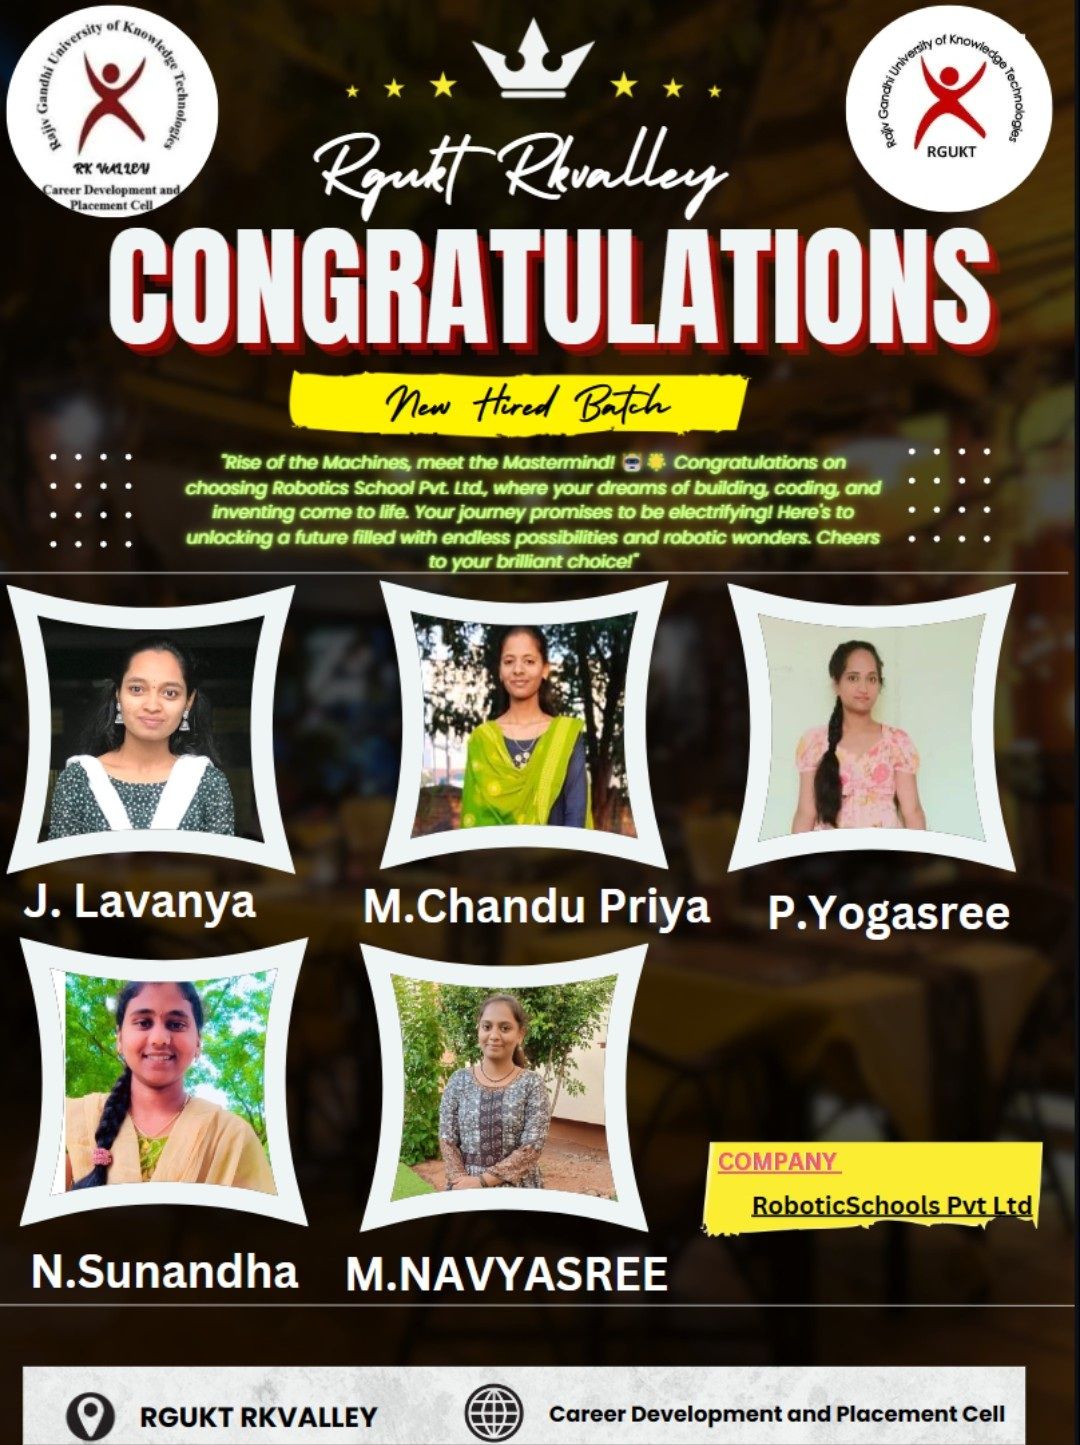 Rajiv Gandhi University of Knowledge Technologies
RK VALLEY
Career Development and
Placement Cell
Rajiv Gandhi University of Knowledge Technologies
RGUKT
Rgukt Rkvalley
CONGRATULATIONS
New Hired Batch
"Rise of the Machines, meet the Mastermind! 🤖🌟 Congratulations on
choosing Robotics School Pvt. Ltd., where your dreams of building, coding, and
inventing come to life. Your journey promises to be electrifying! Here's to
unlocking a future filled with endless possibilities and robotic wonders. Cheers
to your brilliant choice!"
J. Lavanya
M.Chandu Priya
P.Yogasree
N.Sunandha
M.NAVYASREE
COMPANY
RoboticSchools Pvt Ltd
RGUKT RKVALLEY
Career Development and Placement Cell